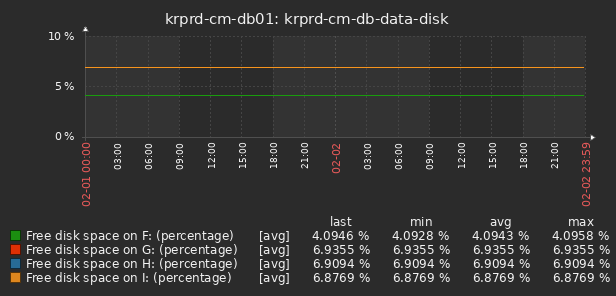 krprd-cm-db01: krprd-cm-db-data-disk
10 %
5 %
0 %
02-01 00:00 03:00 06:00 09:00 12:00 15:00 18:00 21:00 02-02 03:00 06:00 09:00 12:00 15:00 18:00 21:00 02-02 23:59
last min avg max
Free disk space on F: (percentage) [avg] 4.0946 % 4.0928 % 4.0943 % 4.0958 %
Free disk space on G: (percentage) [avg] 6.9355 % 6.9355 % 6.9355 % 6.9355 %
Free disk space on H: (percentage) [avg] 6.9094 % 6.9094 % 6.9094 % 6.9094 %
Free disk space on I: (percentage) [avg] 6.8769 % 6.8769 % 6.8769 % 6.8769 %